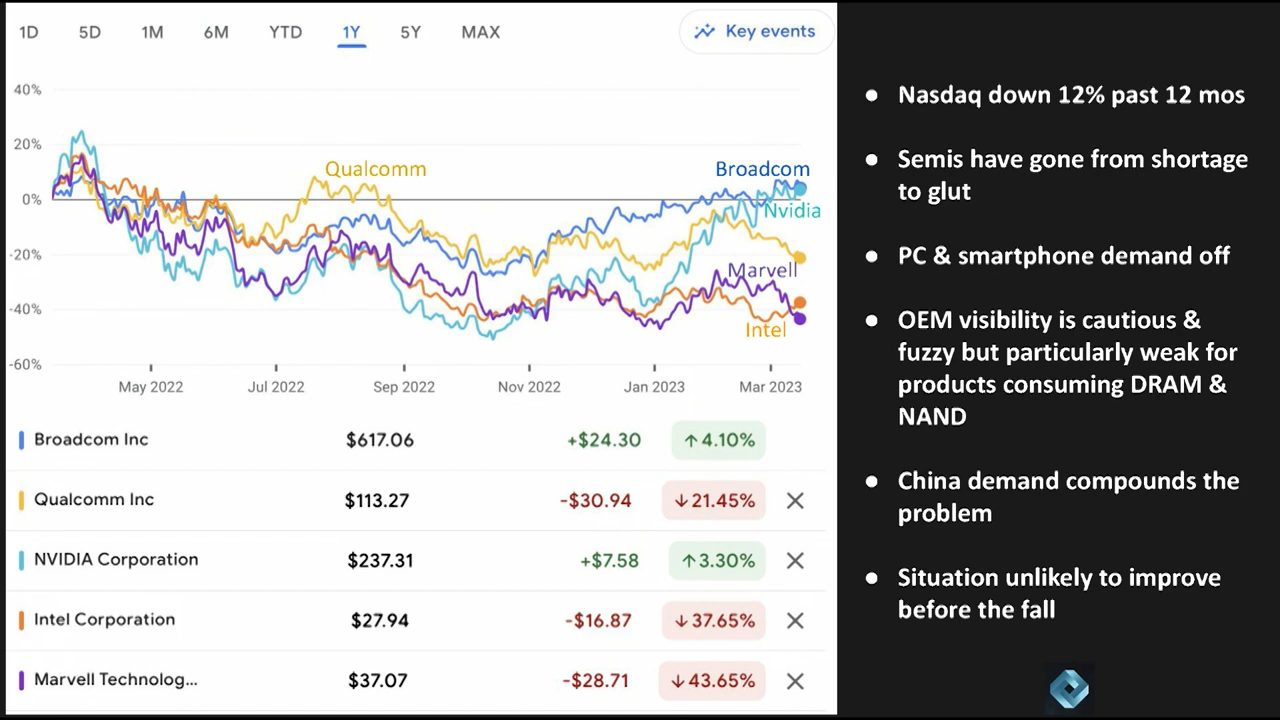 1D 5D 1M 6M YTD 1Y 5Y MAX Key events
40%
20%
0%
-20%
-40%
-60%
Qualcomm
Broadcom
Nvidia
Marvell
Intel
May 2022 Jul 2022 Sep 2022 Nov 2022 Jan 2023 Mar 2023
Broadcom Inc $617.06 +$24.30 ↑4.10%
Qualcomm Inc $113.27 -$30.94 ↓21.45%
NVIDIA Corporation $237.31 +$7.58 ↑3.30%
Intel Corporation $27.94 -$16.87 ↓37.65%
Marvell Technolog... $37.07 -$28.71 ↓43.65%
● Nasdaq down 12% past 12 mos
● Semis have gone from shortage
to glut
● PC & smartphone demand off
● OEM visibility is cautious &
fuzzy but particularly weak for
products consuming DRAM &
NAND
● China demand compounds the
problem
● Situation unlikely to improve
before the fall